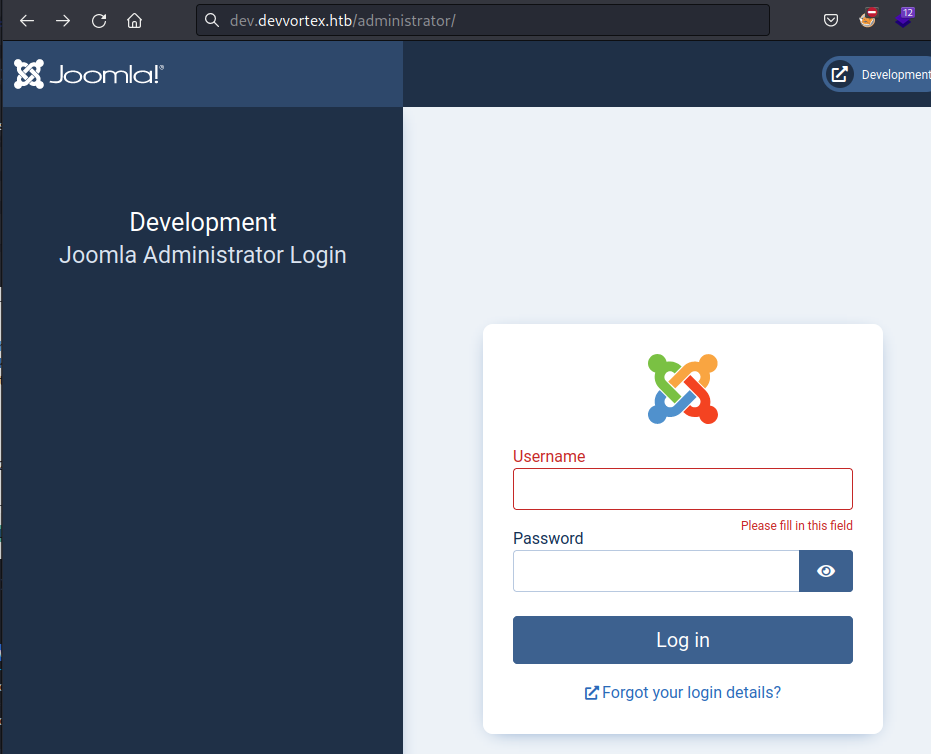 dev.devvortex.htb/administrator/
12
Joomla!®
Development
Development
Joomla Administrator Login
Username
Please fill in this field
Password
Log in
Forgot your login details?